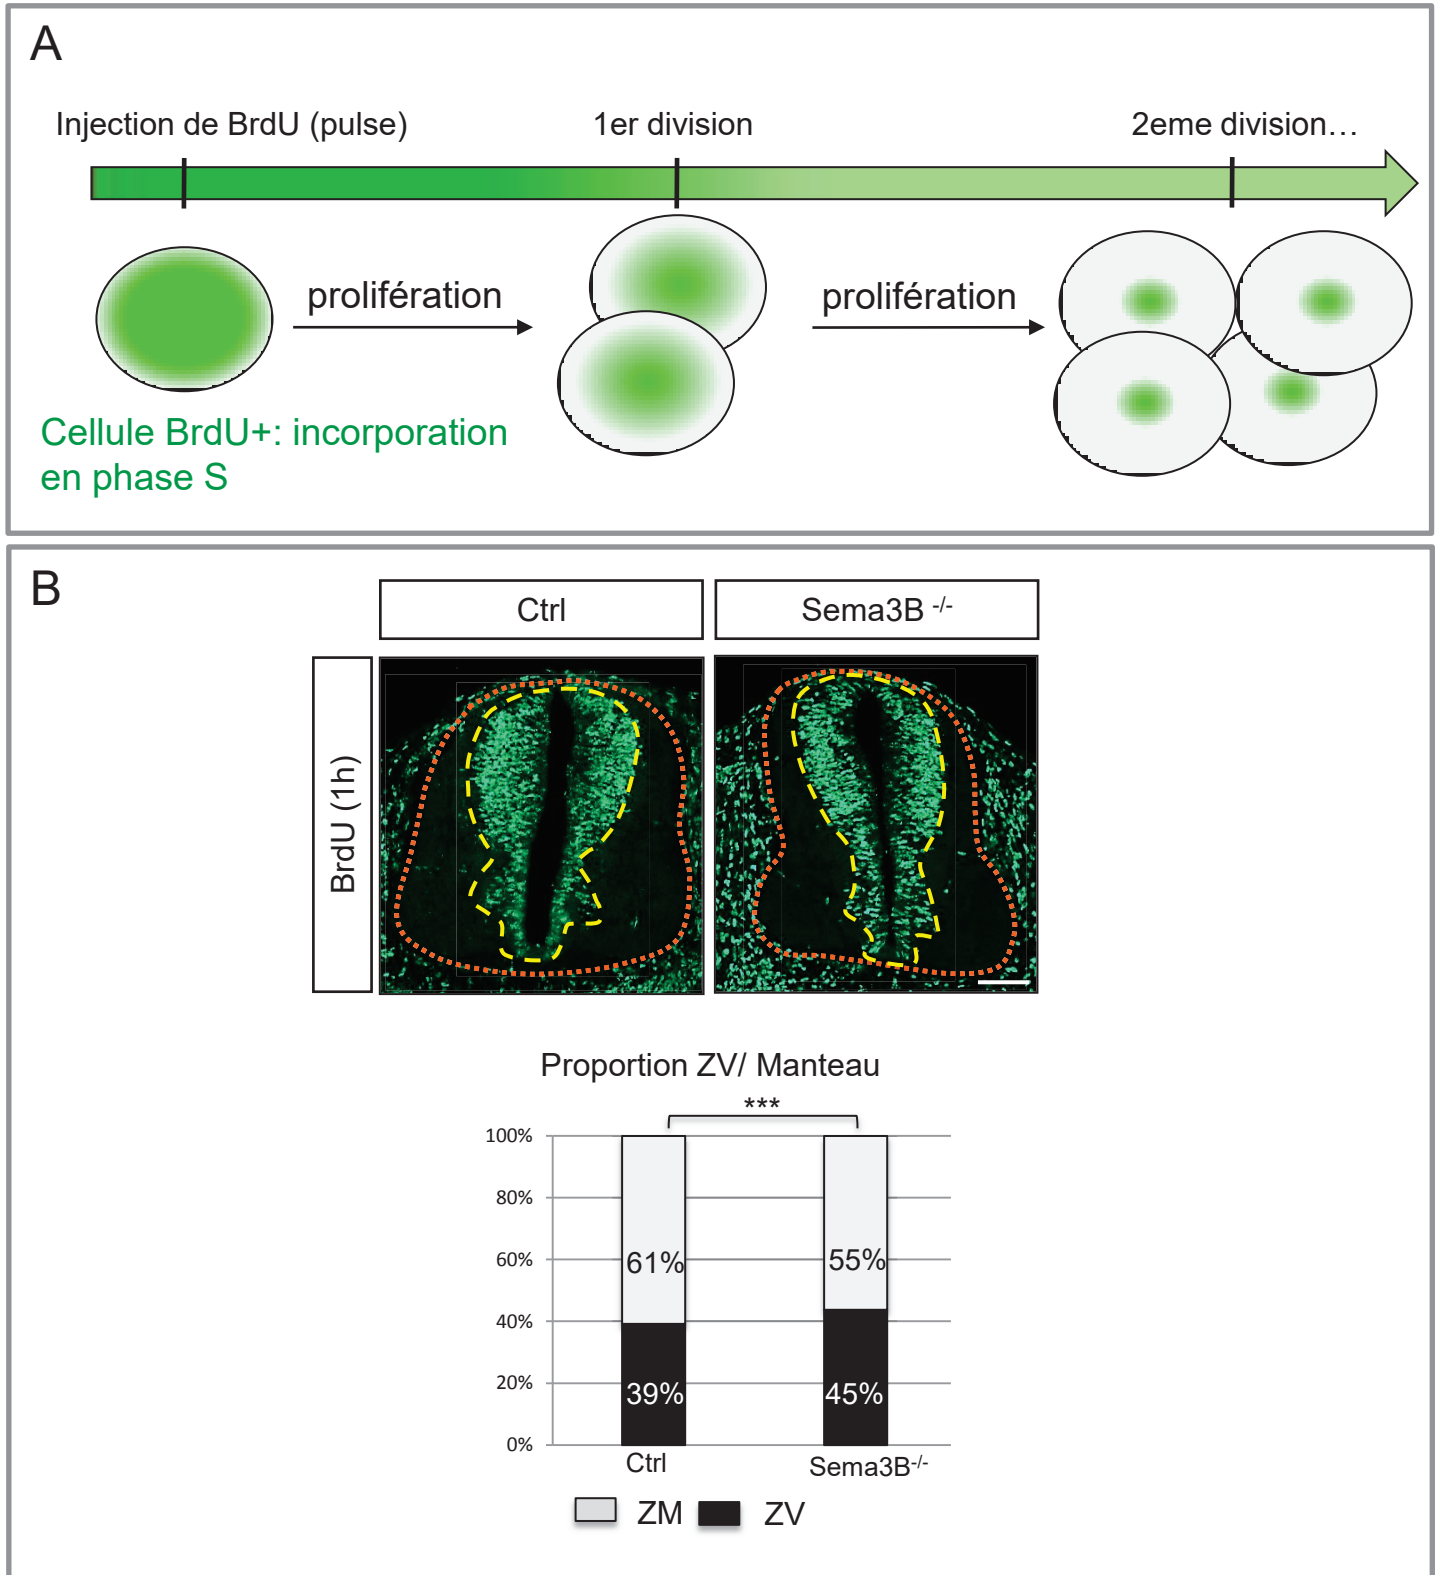 A
Injection de BrdU (pulse)
1er division
2eme division…
prolifération
prolifération
Cellule BrdU+: incorporation
en phase S
B
Ctrl
Sema3B -/-
BrdU (1h)
Proportion ZV/ Manteau
***
100%
80%
60%
40%
20%
0%
61%
55%
39%
45%
Ctrl
Sema3B-/-
ZM
ZV